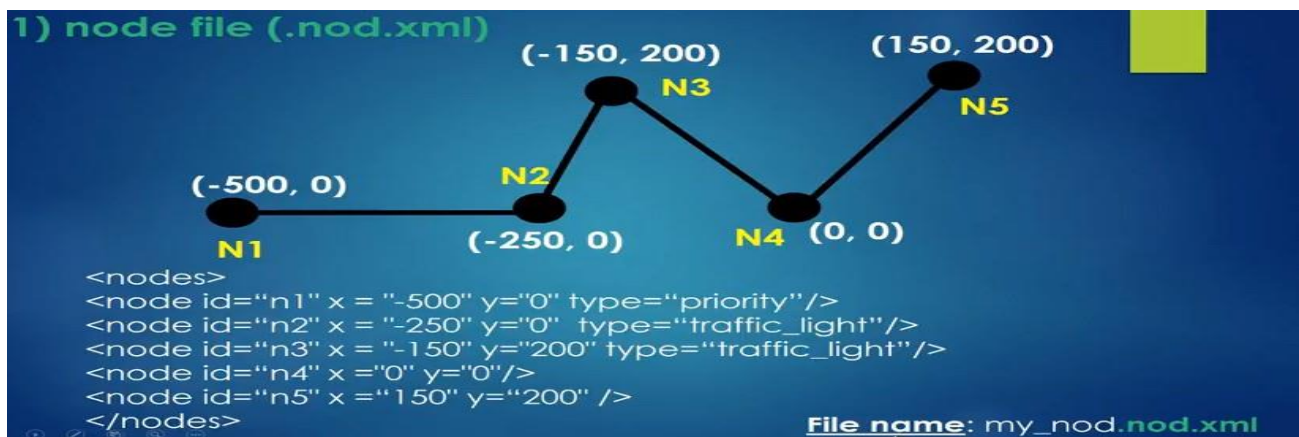 1) node file (.nod.xml)
(-150, 200)
(150, 200)
N3
N5
N2
(-500, 0)
N1
(-250, 0)
N4
(0, 0)
<nodes>
<node id=“n1" x = "-500" y="0" type=“priority”/>
<node id=“n2" x = "-250" y="0"  type=“traffic_light”/>
<node id=“n3" x = "-150" y="200" type=“traffic_light”/>
<node id=“n4" x ="0" y="0"/>
<node id=“n5" x =“150" y=“200" />
</nodes>
File name: my_nod.nod.xml